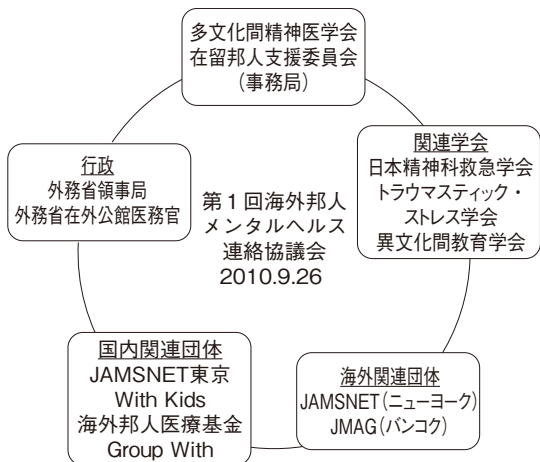 多文化間精神医学会
在留邦人支援委員会
(事務局)
関連学会
日本精神科救急学会
トラウマスティック・
ストレス学会
異文化間教育学会
行政
外務省領事局
外務省在外公館医務官
第1回海外邦人
メンタルヘルス
連絡協議会
2010.9.26
国内関連団体
JAMSNET東京
With Kids
海外邦人医療基金
Group With
海外関連団体
JAMSNET(ニューヨーク)
JMAG(バンコク)